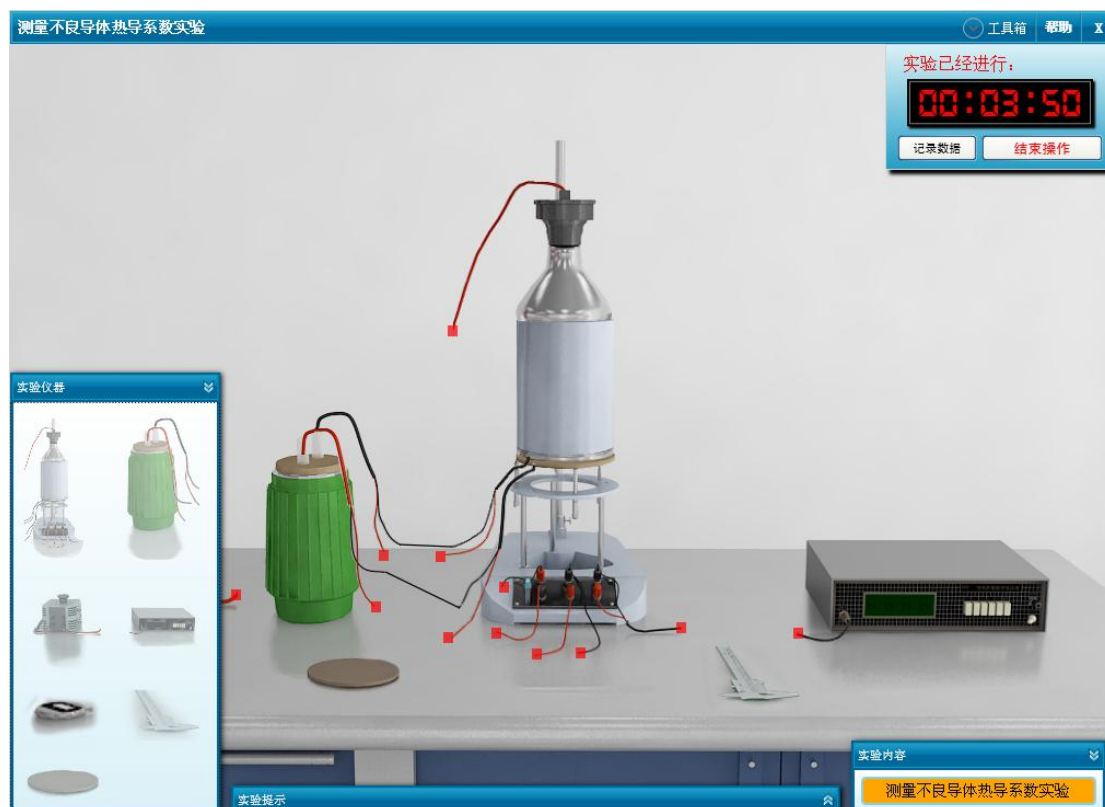 测量不良导体热导系数实验
工具箱 帮助 X
实验已经进行：
00:03:50
记录数据 结束操作
实验仪器
实验提示
实验内容
测量不良导体热导系数实验